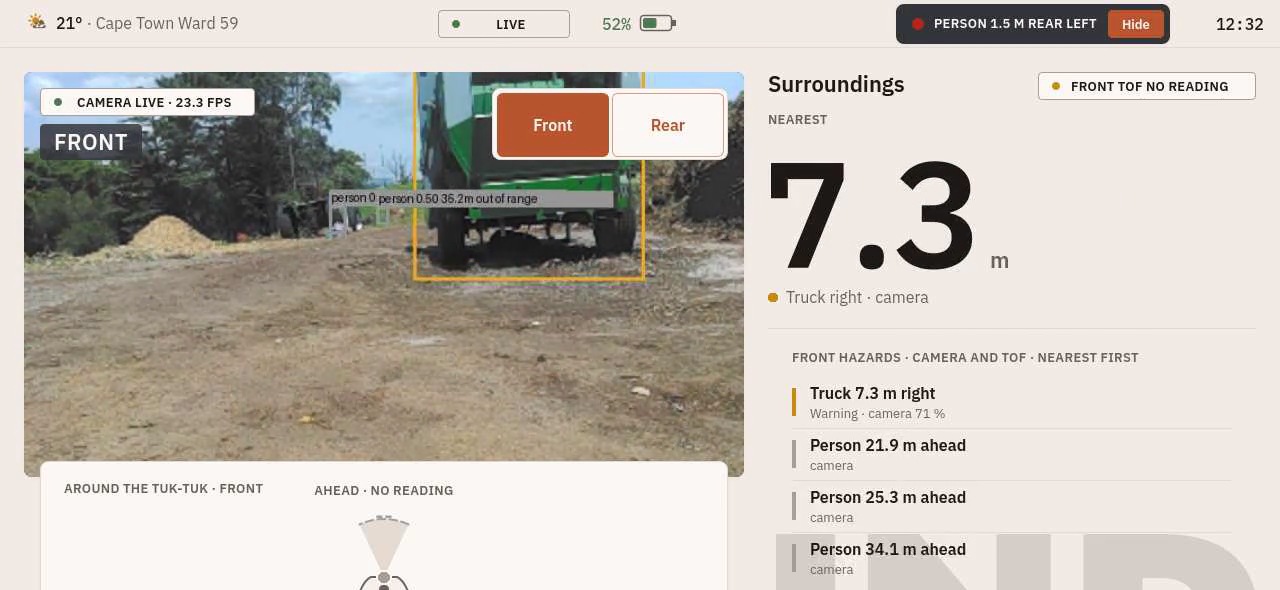 21° · Cape Town Ward 59
LIVE
52%
PERSON 1.5 M REAR LEFT
Hide
12:32
CAMERA LIVE · 23.3 FPS
FRONT
Front
Rear
person 0
person 0.50 36.2m out of range
AROUND THE TUK-TUK · FRONT
AHEAD · NO READING
Surroundings
FRONT TOF NO READING
NEAREST
7.3 m
Truck right · camera
FRONT HAZARDS · CAMERA AND TOF · NEAREST FIRST
Truck 7.3 m right
Warning · camera 71 %
Person 21.9 m ahead
camera
Person 25.3 m ahead
camera
Person 34.1 m ahead
camera